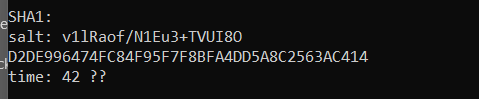 SHA1:
salt: v1lRaof/N1Eu3+TVUI8O
D2DE996474FC84F95F7F8BFA4DD5A8C2563AC414
time: 42 ??